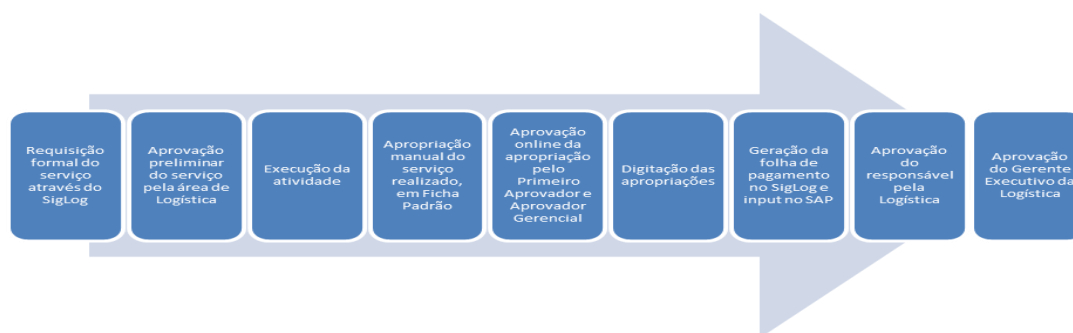 Requisição
formal do
serviço
através do
SigLog
Aprovação
preliminar
do serviço
pela área de
Logística
Execução da
atividade
Apropriação
manual do
serviço
realizado,
em Ficha
Padrão
Aprovação
online da
apropriação
pelo
Primeiro
Aprovador e
Aprovador
Gerencial
Digitação das
apropriações
Geração da
folha de
pagamento
no SigLog e
input no SAP
Aprovação
do
responsável
pela
Logística
Aprovação
do Gerente
Executivo da
Logística